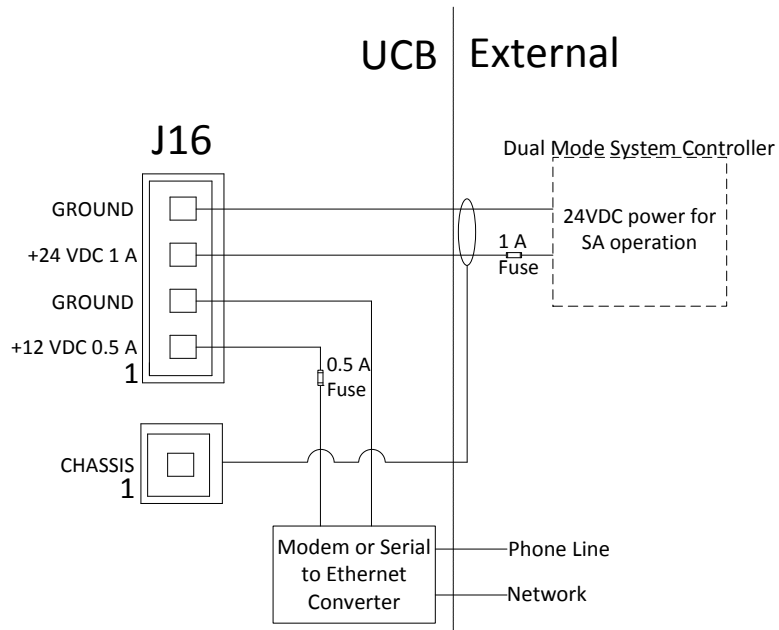 UCB
External
J16
Dual Mode System Controller
GROUND
24VDC power for
SA operation
+24 VDC 1 A
1 A
Fuse
GROUND
+12 VDC 0.5 A
1
0.5 A
Fuse
CHASSIS
1
Modem or Serial
to Ethernet
Converter
Phone Line
Network